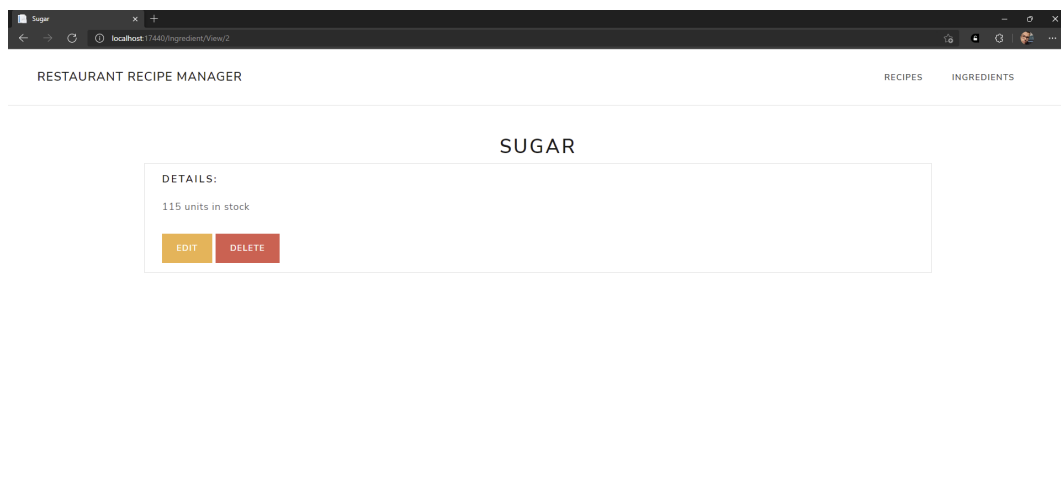 Sugar
localhost:17440/Ingredient/View/2
RESTAURANT RECIPE MANAGER
RECIPES
INGREDIENTS
SUGAR
DETAILS:
115 units in stock
EDIT
DELETE